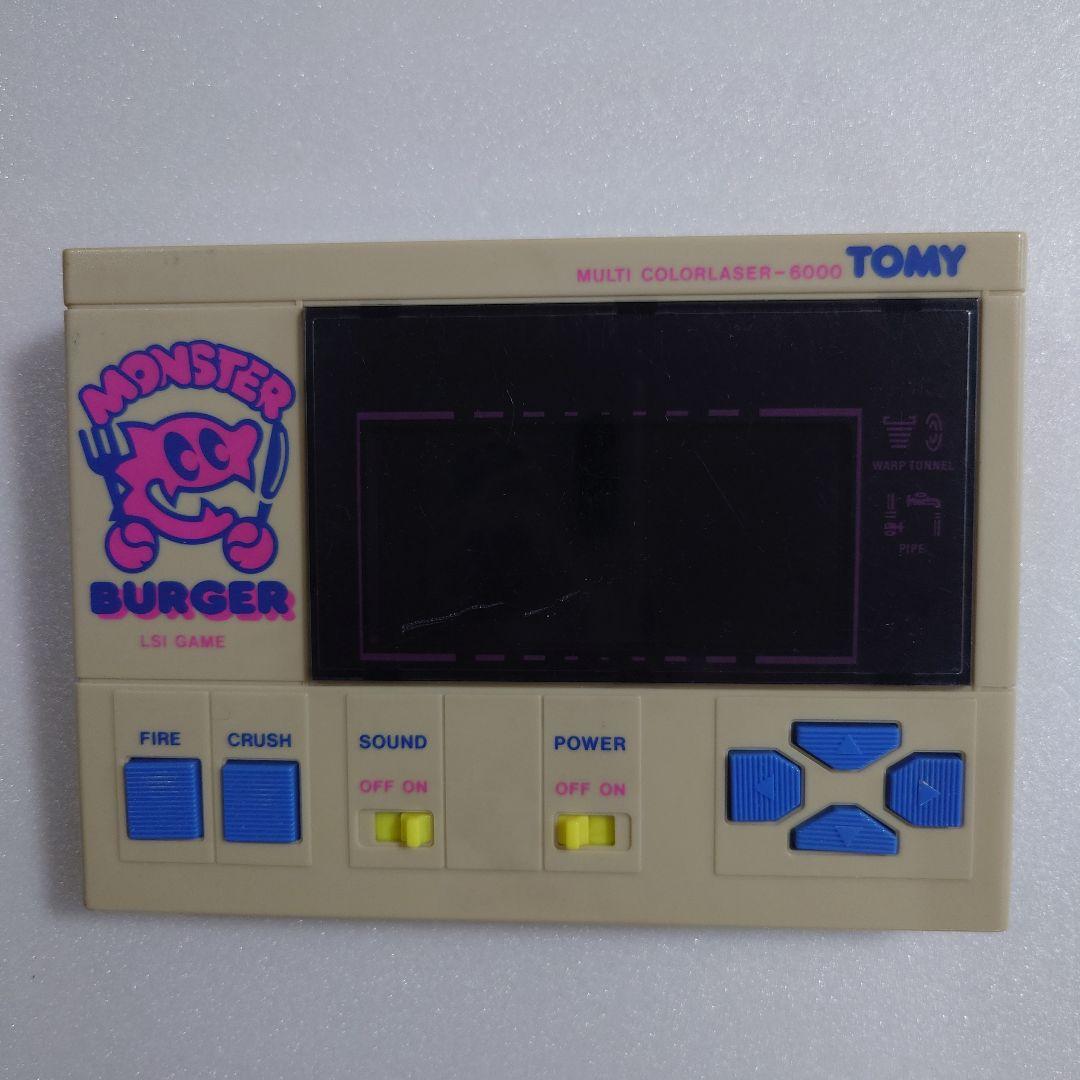 MULTI COLORLASER-6000 TOMY
MONSTER
BURGER
LSI GAME
WARP TUNNEL
PIPE
FIRE
CRUSH
SOUND
OFF ON
POWER
OFF ON